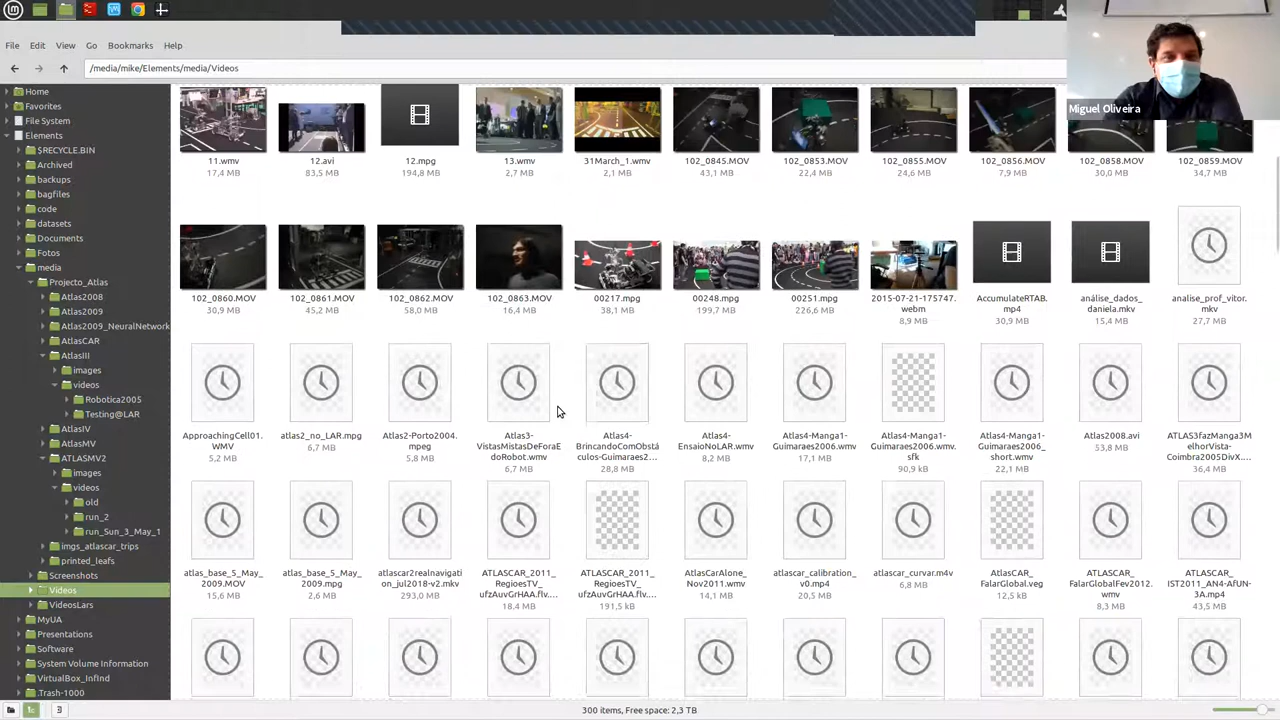 File Edit View Go Bookmarks Help
/media/mike/Elements/media/Videos
Miguel Oliveira
Home
Favorites
File System
Elements
$RECYCLE.BIN
Archived
backups
bagfiles
code
datasets
Documents
Fotos
media
Projecto_Atlas
Atlas2008
Atlas2009
Atlas2009_NeuralNetwork
AtlasCAR
AtlasIII
images
videos
Robotica2005
Testing@LAR
AtlasIV
AtlasMV
ATLASMV2
images
videos
old
run_2
run_Sun_3_May_1
imgs_atlascar_trips
printed_leafs
Screenshots
Videos
VideosLars
MyUA
Presentations
Software
System Volume Information
VirtualBox_InfInd
.Trash-1000
11.wmv 12.avi 12.mpg 13.wmv 31March_1.wmv 102_0845.MOV 102_0853.MOV 102_0855.MOV 102_0856.MOV 102_0858.MOV 102_0859.MOV
17,4 MB 83,5 MB 194,8 MB 2,7 MB 2,1 MB 43,1 MB 22,4 MB 24,6 MB 7,9 MB 30,0 MB 34,7 MB
102_0860.MOV 102_0861.MOV 102_0862.MOV 102_0863.MOV 00217.mpg 00248.mpg 00251.mpg 2015-07-21-175747. AccumulateRTAB. análise_dados_ analise_prof_vitor.
30,9 MB 45,2 MB 58,0 MB 16,4 MB 38,1 MB 199,7 MB 226,6 MB webm mp4 daniela.mkv mkv
8,9 MB 30,9 MB 15,4 MB 27,7 MB
ApproachingCell01. atlas2_no_LAR.mpg Atlas2-Porto2004. Atlas3- Atlas4- Atlas4- Atlas4-Manga1- Atlas4-Manga1- Atlas4-Manga1- Atlas2008.avi ATLAS3fazManga3M
WMV 6,7 MB mpeg VistasMistasDeForaE BrincandoComObstá EnsaioNoLAR.wmv Guimaraes2006.wmv Guimaraes2006.wmv. Guimaraes2006_ 53,8 MB elhorVista-
5,2 MB 5,8 MB doRobot.wmv culos-Guimaraes2... 8,2 MB 17,1 MB sfk short.wmv Coimbra2005DivX....
6,7 MB 28,8 MB 90,9 kB 22,1 MB 36,4 MB
atlas_base_5_May_ atlas_base_5_May_ atlascar2realnavigati ATLASCAR_2011_ ATLASCAR_2011_ AtlasCarAlone_ atlascar_calibration_ atlascar_curvar.m4v AtlasCAR_ ATLASCAR_ ATLASCAR_
2009.MOV 2009.mpg on_jul2018-v2.mkv RegioesTV_ RegioesTV_ Nov2011.wmv v0.mp4 6,8 MB FalarGlobal.veg FalarGlobalFev2012. IST2011_AN4-AfUN-
15,6 MB 2,6 MB 293,0 MB ufzAuvGrHAA.flv.... ufzAuvGrHAA.flv.... 14,1 MB 20,5 MB 12,5 kB wmv 3A.mp4
18,4 MB 191,5 kB 8,3 MB 43,5 MB
300 items, Free space: 2,3 TB